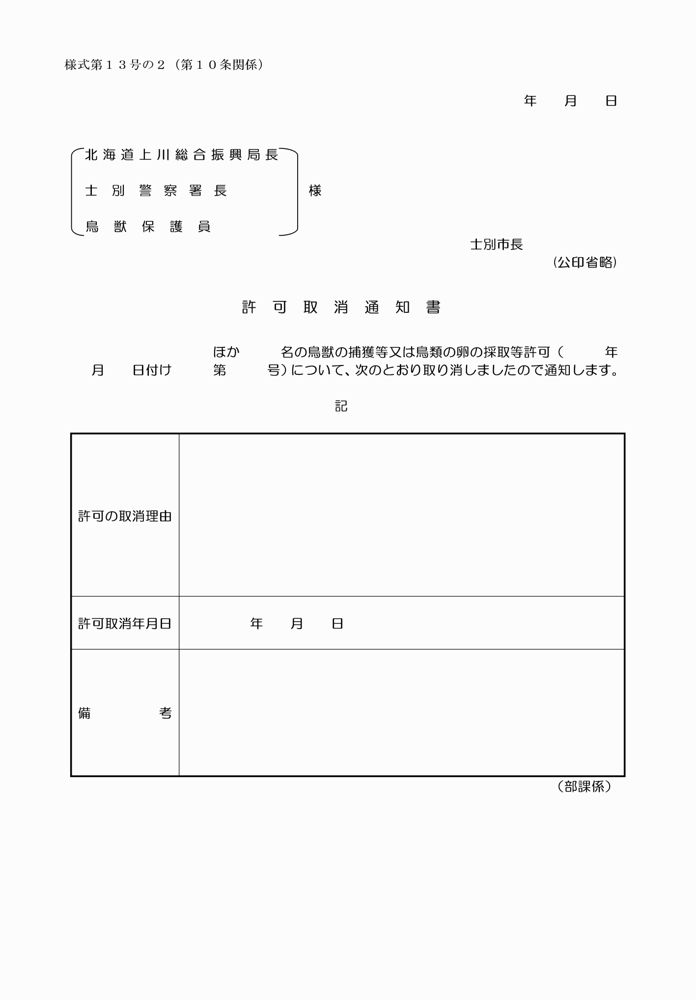 様式第１３号の２（第１０条関係）
年　　月　　日
北海道上川総合振興局長
士別警察署長　様
鳥獣保護員
士別市長
(公印省略)
許可取消通知書
ほか　　　名の鳥獣の捕獲等又は鳥類の卵の採取等許可（　　　年
月　　日付け　　　第　　　号）について、次のとおり取り消しましたので通知します。
記
許可の取消理由
許可取消年月日　　年　　月　　日
備　　　　　考
（部課係）